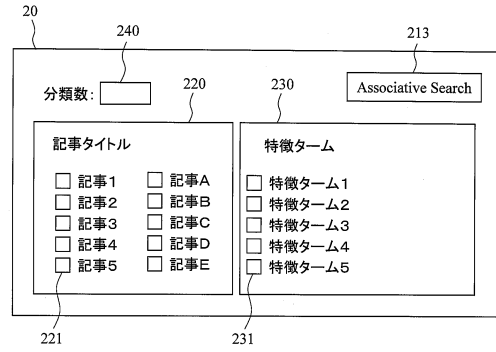 20
240
213
分類数:
220
230
Associative Search
記事タイトル
記事1
記事2
記事3
記事4
記事5
記事A
記事B
記事C
記事D
記事E
特徴ターム
特徴ターム1
特徴ターム2
特徴ターム3
特徴ターム4
特徴ターム5
221
231